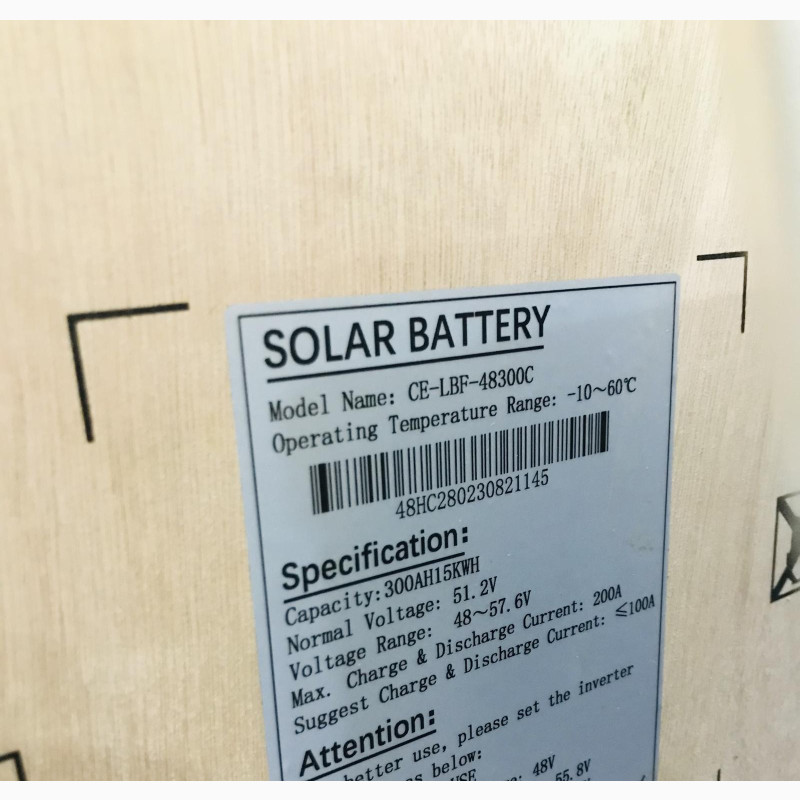 SOLAR BATTERY
Model Name: CE-LBF-48300C
Operating Temperature Range: -10~60℃
48HC280230821145
Specification:
Capacity:300AH15KWH
Normal Voltage: 51.2V
Voltage Range: 48~57.6V
Max. Charge & Discharge Current: 200A
Suggest Charge & Discharge Current: ≤100A
Attention:
better use, please set the inverter
below:
USE
48V
55.8V